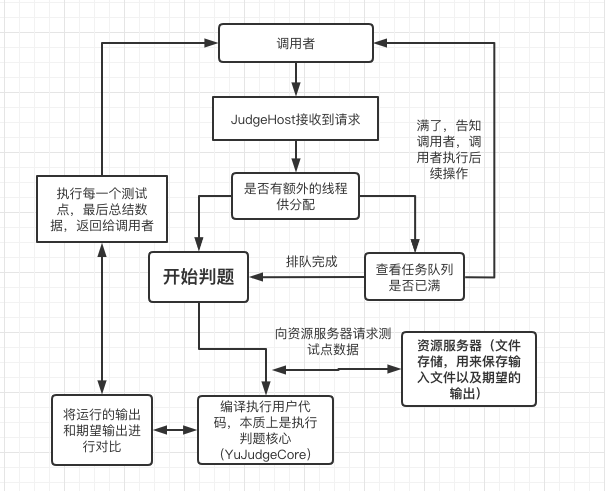 调用者
JudgeHost接收到请求
满了，告知
调用者，调
用者执行后
续操作
是否有额外的线程
供分配
执行每一个测试
点，最后总结数
据，返回给调用者
开始判题
排队完成
查看任务队列
是否已满
向资源服务器请求测
试点数据
资源服务器（文件
存储，用来保存输
入文件以及期望的
输出）
将运行的输出
和期望输出进
行对比
编译执行用户代
码，本质上是执行
判题核心
（YuJudgeCore）